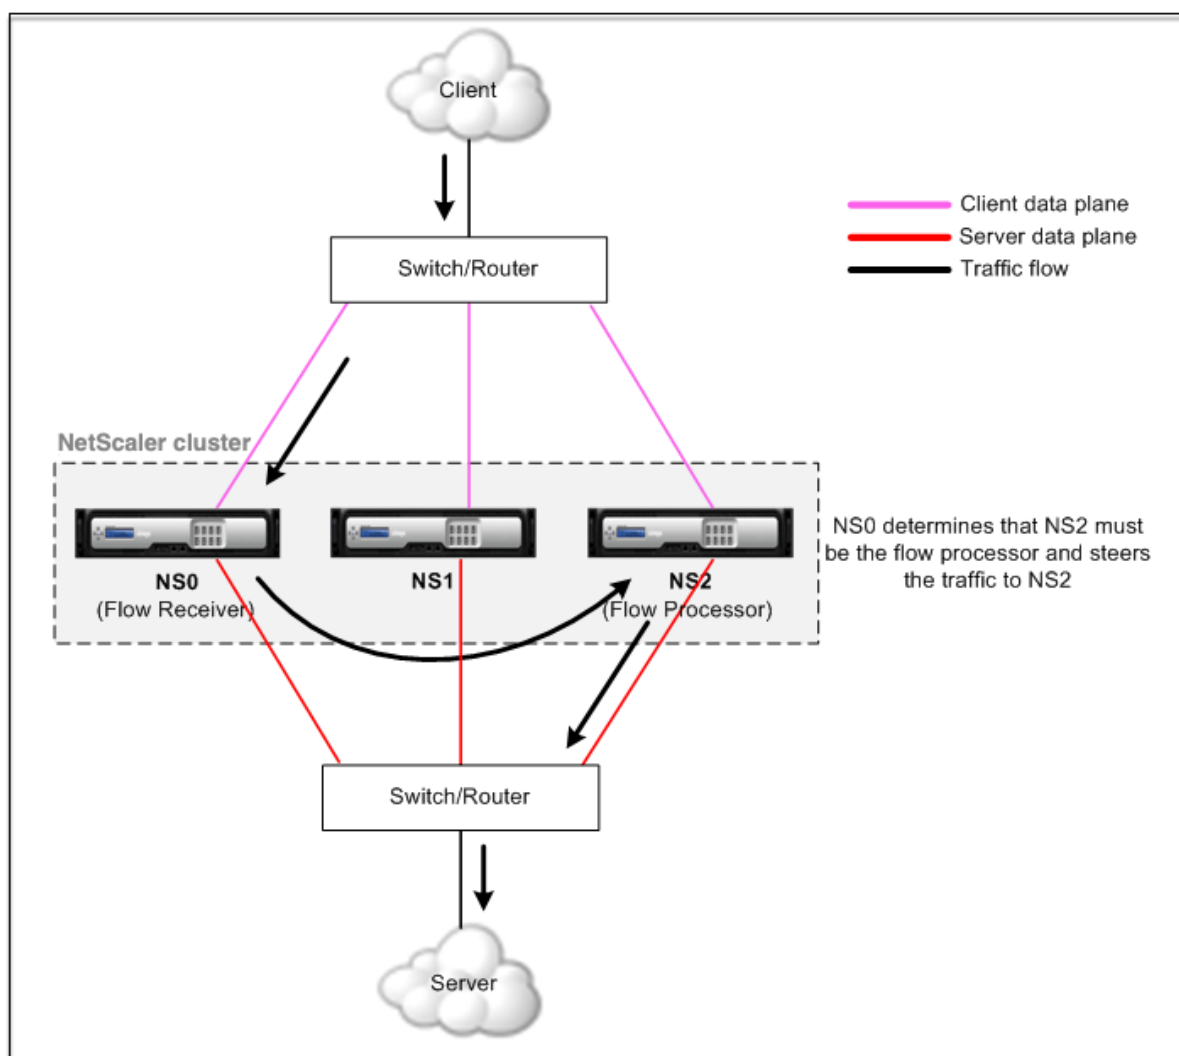 Client
Client data plane
Switch/Router
Server data plane
Traffic flow
NetScaler cluster
NS0
(Flow Receiver)
NS1
NS2
(Flow Processor)
NS0 determines that NS2 must
be the flow processor and steers
the traffic to NS2
Switch/Router
Server